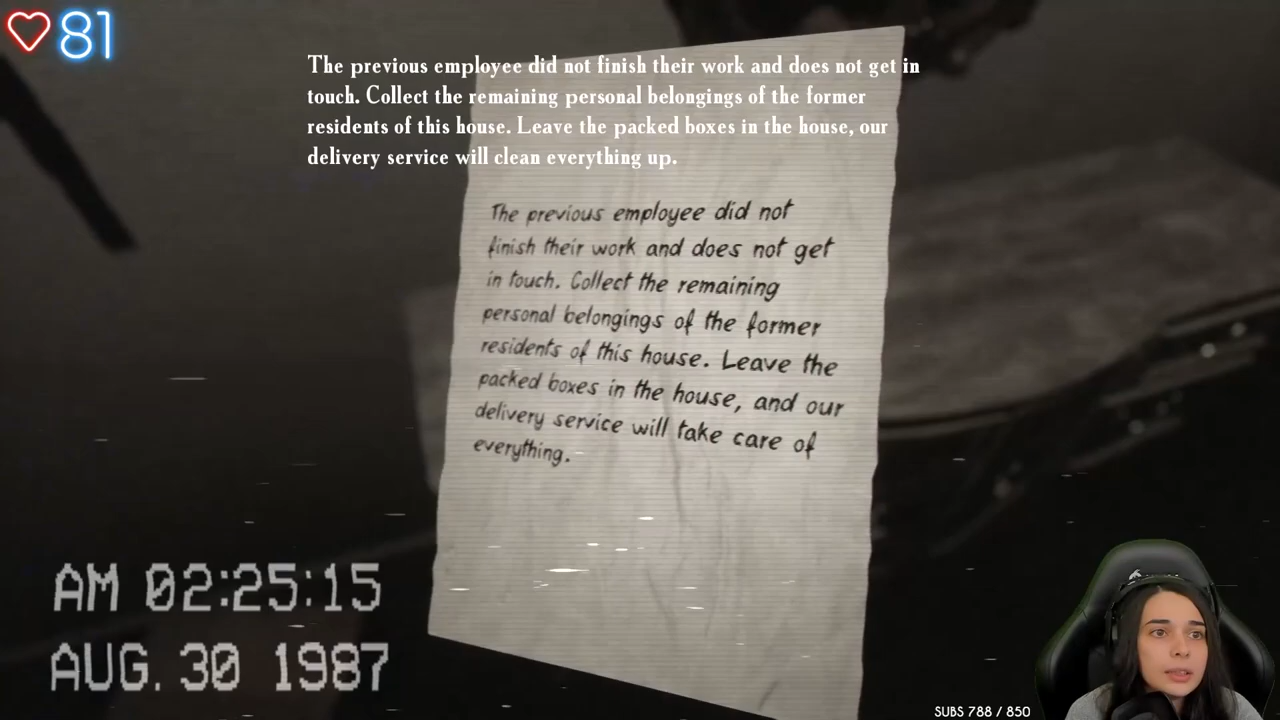 81
The previous employee did not finish their work and does not get in
touch. Collect the remaining personal belongings of the former
residents of this house. Leave the packed boxes in the house, our
delivery service will clean everything up.
The previous employee did not
finish their work and does not get
in touch. Collect the remaining
personal belongings of the former
residents of this house. Leave the
packed boxes in the house, and our
delivery service will take care of
everything.
AM 02:25:15
AUG. 30 1987
SUBS 788 / 850